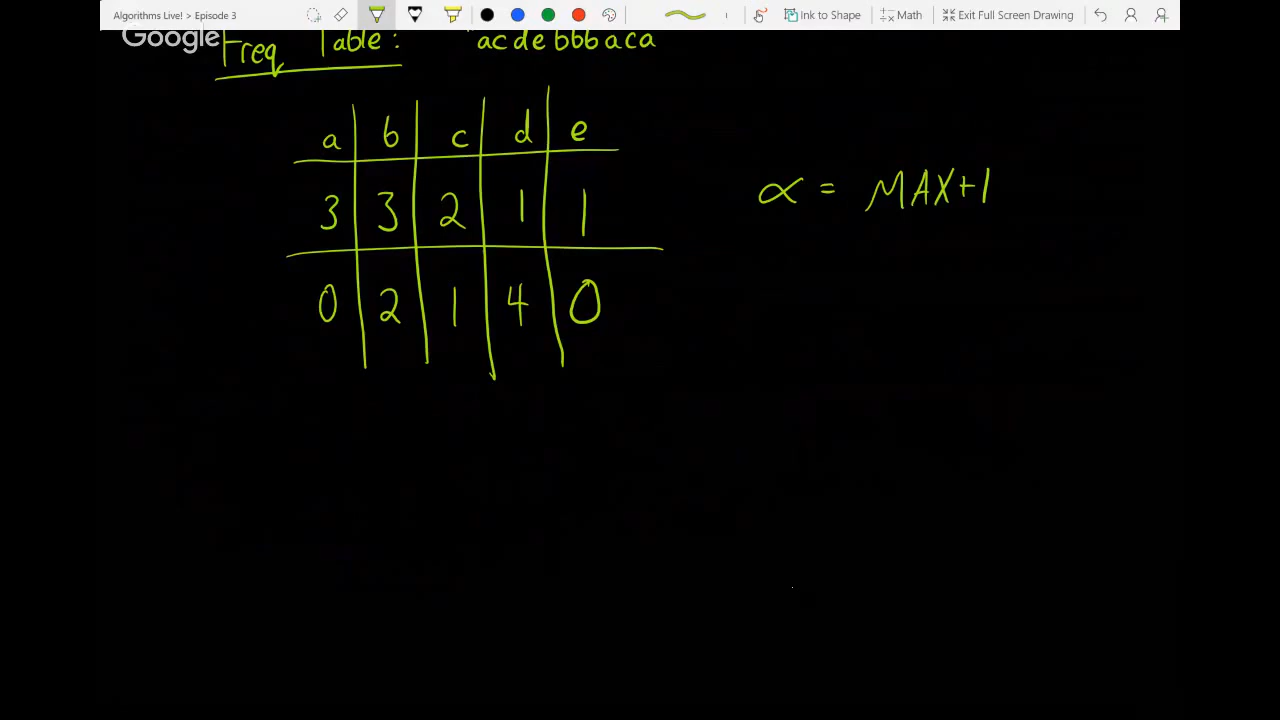 Algorithms Live! > Episode 3 Ink to Shape Math Exit Full Screen Drawing
Google
Freq Table: acdebbbaca
a b c d e
3 3 2 1 1
0 2 1 4 0
α = MAX+1